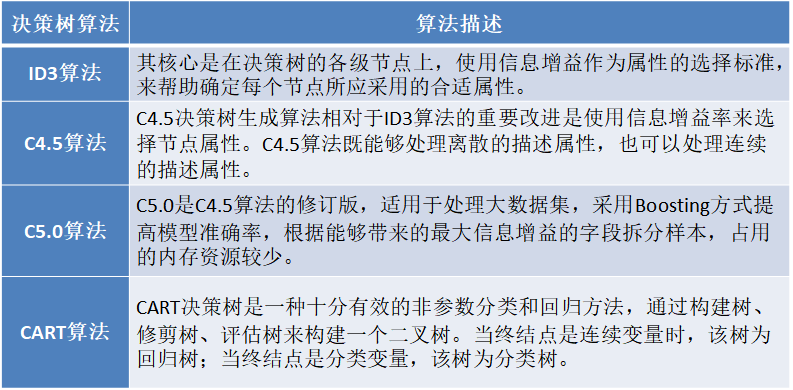 决策树算法
算法描述
ID3算法
其核心是在决策树的各级节点上，使用信息增益作为属性的选择标准，
来帮助确定每个节点所应采用的合适属性。
C4.5算法
C4.5决策树生成算法相对于ID3算法的重要改进是使用信息增益率来选
择节点属性。C4.5算法既能够处理离散的描述属性，也可以处理连续
的描述属性。
C5.0算法
C5.0是C4.5算法的修订版，适用于处理大数据集，采用Boosting方式提
高模型准确率，根据能够带来的最大信息增益的字段拆分样本，占用
的内存资源较少。
CART算法
CART决策树是一种十分有效的非参数分类和回归方法，通过构建树、
修剪树、评估树来构建一个二叉树。当终结点是连续变量时，该树为
回归树；当终结点是分类变量，该树为分类树。